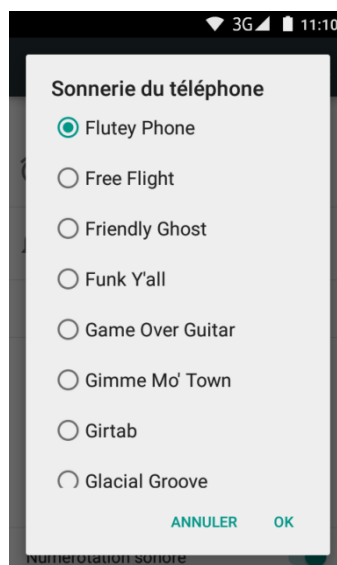 3G 11:10
Sonnerie du téléphone
Flutey Phone
Free Flight
Friendly Ghost
Funk Y'all
Game Over Guitar
Gimme Mo' Town
Girtab
Glacial Groove
ANNULER OK
Numérotation sonore